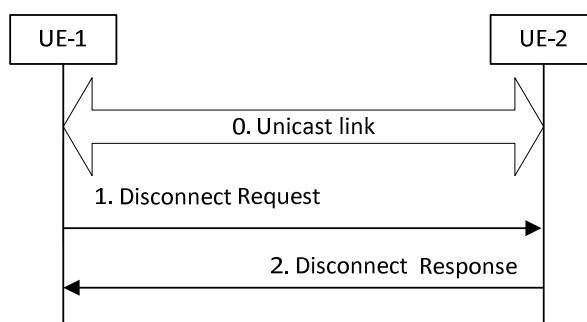 UE-1
UE-2
0. Unicast link
1. Disconnect Request
2. Disconnect Response